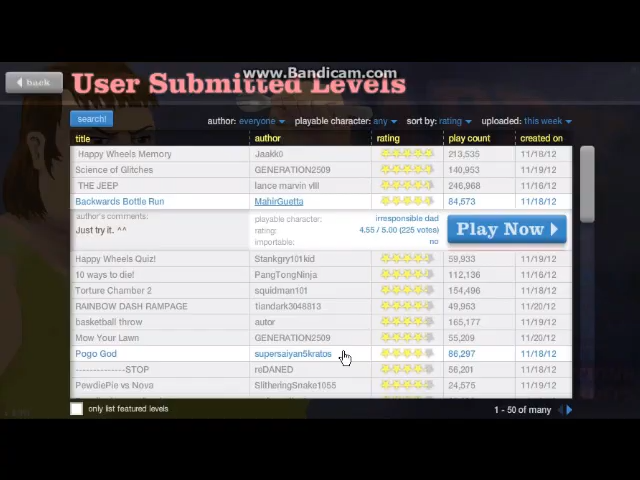 www.Bandicam.com
back
User Submitted Levels
search!
author: everyone playable character: any sort by: rating uploaded: this week
title author rating play count created on
Happy Wheels Memory Jaakk0 213,535 11/18/12
Science of Glitches GENERATION2509 140,953 11/16/12
THE JEEP lance marvin vlll 246,968 11/16/12
Backwards Bottle Run MahirGuetta 84,573 11/18/12
author's comments:
Just try it. ^^
playable character: irresponsible dad
rating: 4.55 / 5.00 (225 votes)
importable: no
Play Now
Happy Wheels Quiz! Stankgry101kid 59,933 11/19/12
10 ways to die! PangTongNinja 112,136 11/16/12
Torture Chamber 2 squidman101 154,496 11/18/12
RAINBOW DASH RAMPAGE tiandark3048813 49,953 11/20/12
basketball throw autor 165,177 11/19/12
Mow Your Lawn GENERATION2509 55,209 11/20/12
Pogo God supersaiyan5kratos 86,297 11/18/12
--------------STOP reDANED 56,201 11/18/12
PewdiePie vs Nova SlitheringSnake1055 24,575 11/19/12
only list featured levels
1 - 50 of many